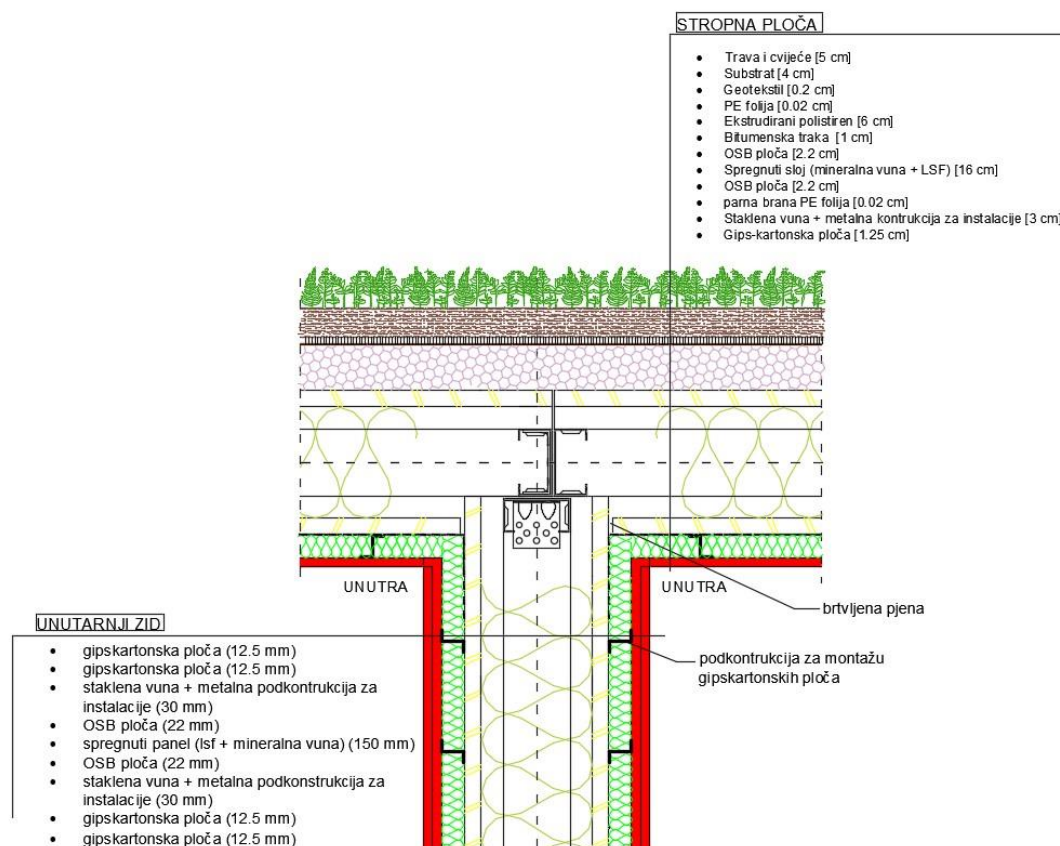 STROPNA PLOČA
• Trava i cvijeće [5 cm]
• Substrat [4 cm]
• Geotekstil [0.2 cm]
• PE folija [0.02 cm]
• Ekstrudirani polistiren [6 cm]
• Bitumenska traka [1 cm]
• OSB ploča [2.2 cm]
• Spregnuti sloj (mineralna vuna + LSF) [16 cm]
• OSB ploča [2.2 cm]
• parna brana PE folija [0.02 cm]
• Staklena vuna + metalna kontrukcija za instalacije [3 cm]
• Gips-kartonska ploča [1.25 cm]
UNUTRA
UNUTRA
brtvljena pjena
podkontrukcija za montažu
gipskartonskih ploča
UNUTARNJI ZID
• gipskartonska ploča (12.5 mm)
• gipskartonska ploča (12.5 mm)
• staklena vuna + metalna podkontrukcija za
instalacije (30 mm)
• OSB ploča (22 mm)
• spregnuti panel (lsf + mineralna vuna) (150 mm)
• OSB ploča (22 mm)
• staklena vuna + metalna podkonstrukcija za
instalacije (30 mm)
• gipskartonska ploča (12.5 mm)
• gipskartonska ploča (12.5 mm)